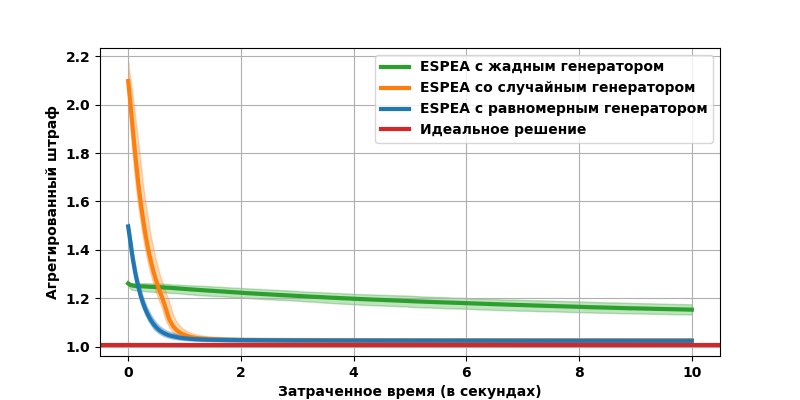 ESPEA с жадным генератором
ESPEA со случайным генератором
ESPEA с равномерным генератором
Идеальное решение
Агрегированный штраф
2.2
2.0
1.8
1.6
1.4
1.2
1.0
0 2 4 6 8 10
Затраченное время (в секундах)